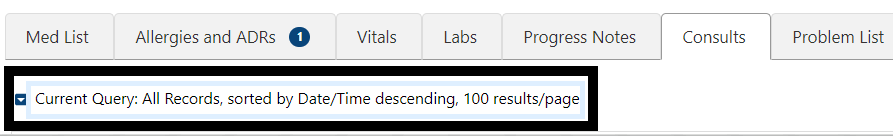 Med List Allergies and ADRs 1 Vitals Labs Progress Notes Consults Problem List
Current Query: All Records, sorted by Date/Time descending, 100 results/page